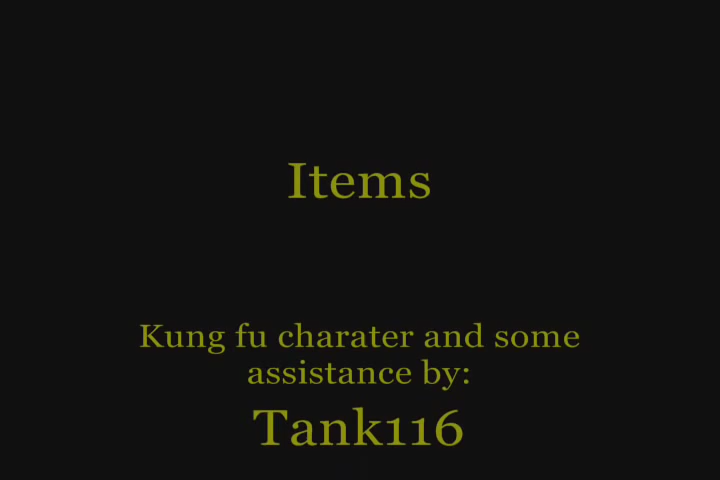 Items
Kung fu charater and some
assistance by:
Tank116